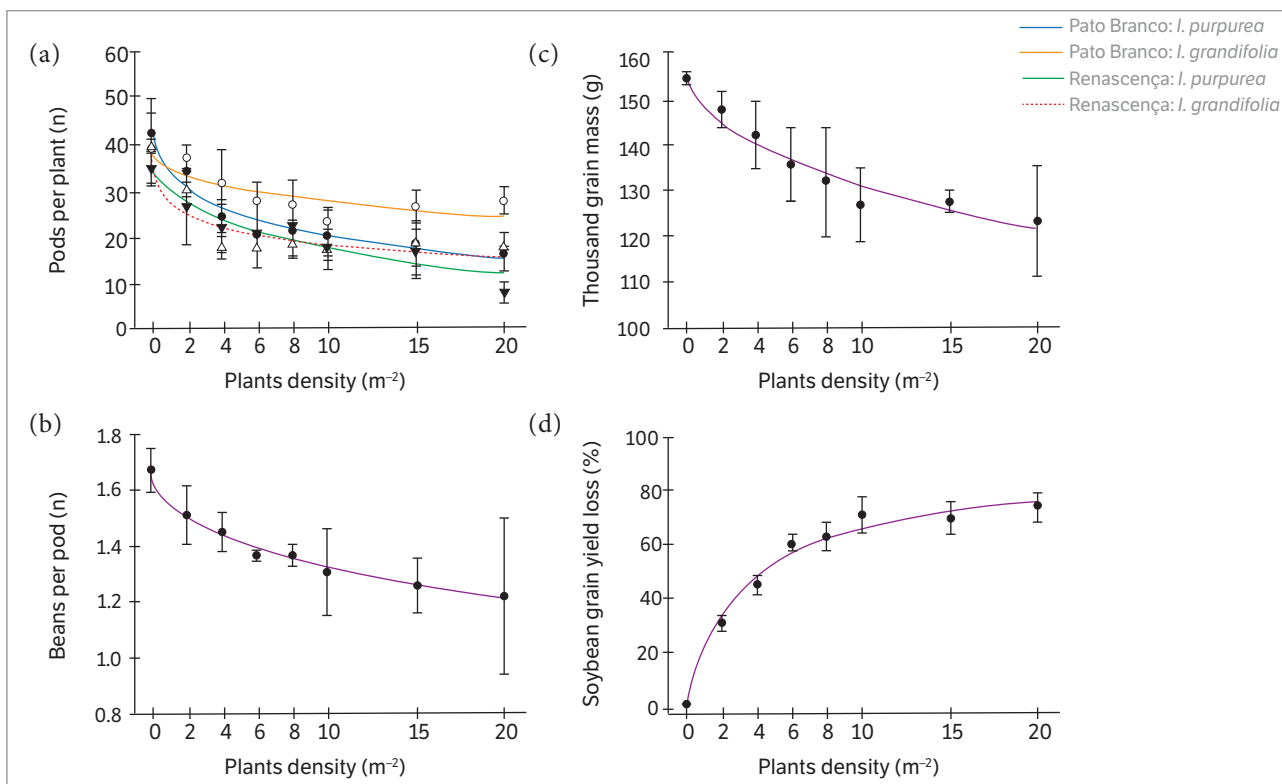 (a)
Pods per plant (n)
60
50
40
30
20
10
0
0 2 4 6 8 10 15 20
Plants density (m⁻²)
(c)
Thousand grain mass (g)
160
150
140
130
120
110
100
0 2 4 6 8 10 15 20
Plants density (m⁻²)
Pato Branco: I. purpurea
Pato Branco: I. grandifolia
Renascença: I. purpurea
Renascença: I. grandifolia
(b)
Beans per pod (n)
1.8
1.6
1.4
1.2
1.0
0.8
0 2 4 6 8 10 15 20
Plants density (m⁻²)
(d)
Soybean grain yield loss (%)
100
80
60
40
20
0
0 2 4 6 8 10 15 20
Plants density (m⁻²)